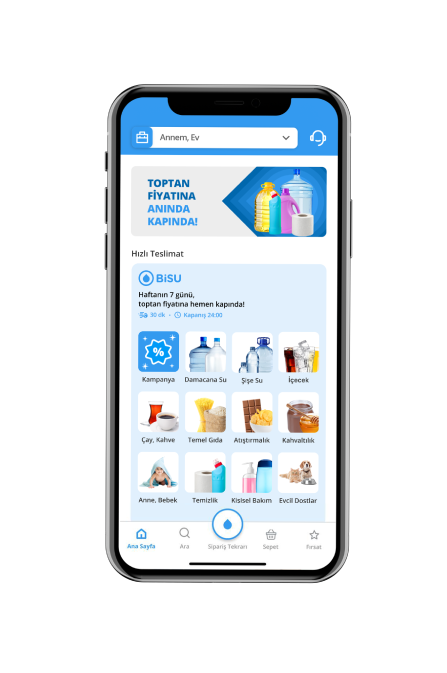 Annem, Ev
TOPTAN
FİYATINA
ANINDA
KAPINDA!
Hızlı Teslimat
BiSU
Haftanın 7 günü,
toptan fiyatına hemen kapında!
30 dk · Kapanış 24:00
%
Kampanya
Damacana Su
Şişe Su
İçecek
Çay, Kahve
Temel Gıda
Atıştırmalık
Kahvaltılık
Anne, Bebek
Temizlik
Kişisel Bakım
Evcil Dostlar
Ana Sayfa
Ara
Sipariş Tekrarı
Sepet
Fırsat